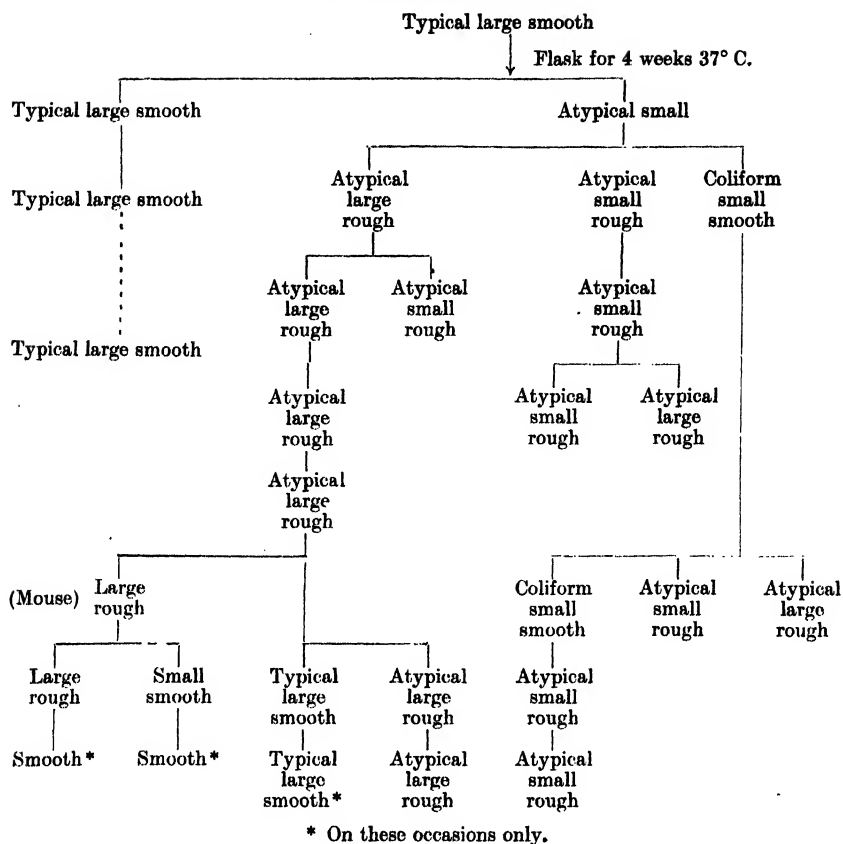 Typical large smooth
Flask for 4 weeks 37° C.
Typical large smooth
Atypical small
Typical large smooth
Atypical
large
rough
Atypical
small
rough
Coliform
small
smooth
Atypical
large
rough
Atypical
small
rough
Atypical
small
rough
Typical large smooth
Atypical
large
rough
Atypical
small
rough
Atypical
large
rough
Atypical
large
rough
(Mouse)
Large
rough
Coliform
small
smooth
Atypical
small
rough
Atypical
large
rough
Large
rough
Small
smooth
Typical
large
smooth
Atypical
large
rough
Atypical
small
rough
Smooth*
Smooth*
Typical
large
smooth*
Atypical
large
rough
Atypical
small
rough
* On these occasions only.